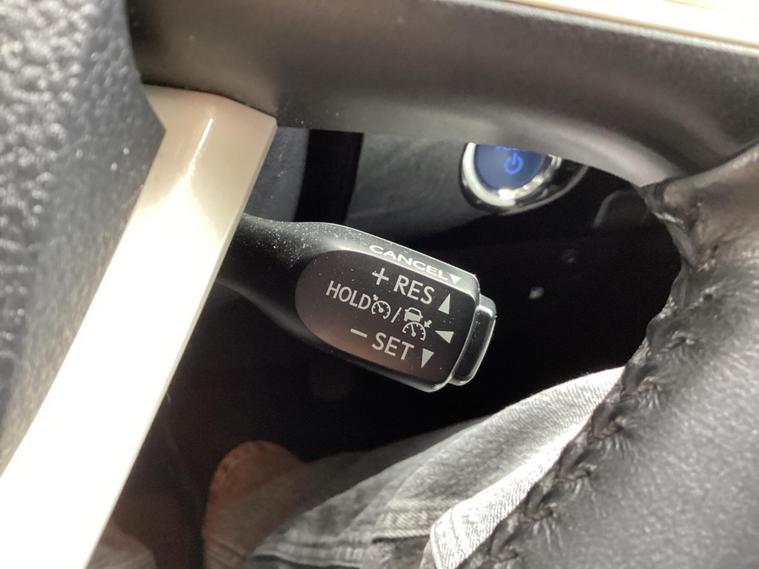 CANCEL▼
+ RES ▲
HOLD / ◀
- SET ▼